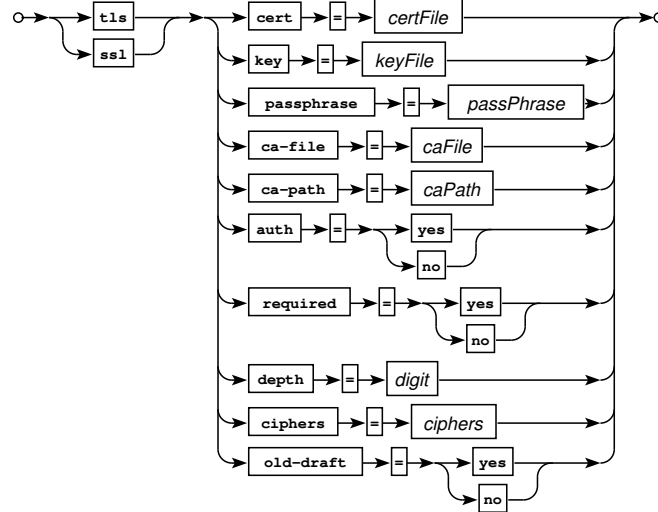 tls cert = certFile
ssl
key = keyFile
passphrase = passPhrase
ca-file = caFile
ca-path = caPath
auth = yes
no
required = yes
no
depth = digit
ciphers = ciphers
old-draft = yes
no